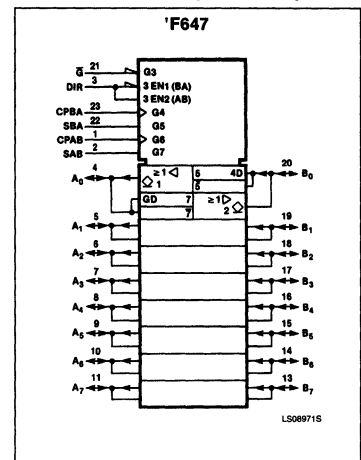 'F647
G̅ 21 G3
DIR 3 3 EN1 (BA)
3 EN2 (AB)
CPBA 23 G4
SBA 22 G5
CPAB 1 G6
SAB 2 G7
A0 4 ≥1 1 5 4D 20 B0
5
GD 7 ≥1 2
7
A1 5 19 B1
A2 6 18 B2
A3 7 17 B3
A4 8 16 B4
A5 9 15 B5
A6 10 14 B6
A7 11 13 B7
LS08971S